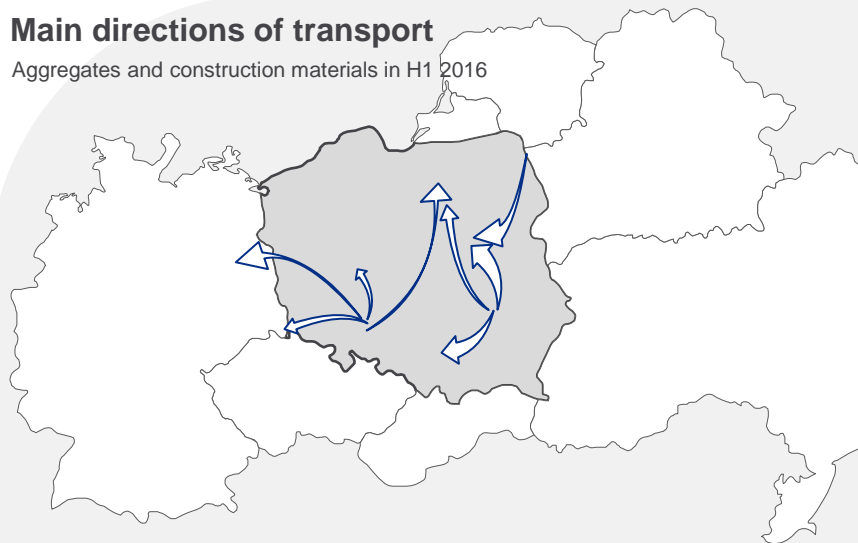 Main directions of transport
Aggregates and construction materials in H1 2016